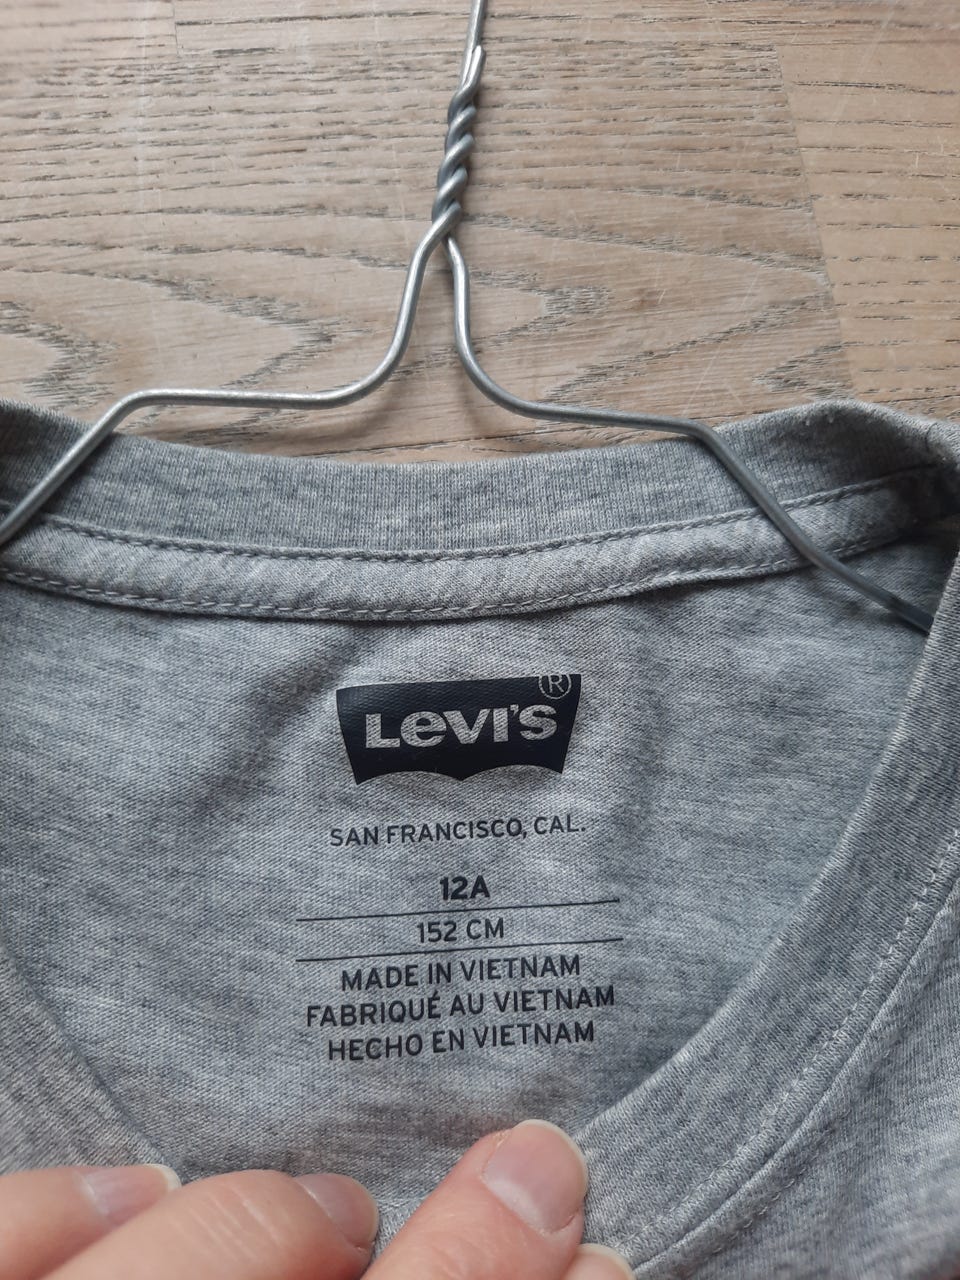 LEVI'S®
SAN FRANCISCO, CAL.
12A
152 CM
MADE IN VIETNAM
FABRIQUÉ AU VIETNAM
HECHO EN VIETNAM